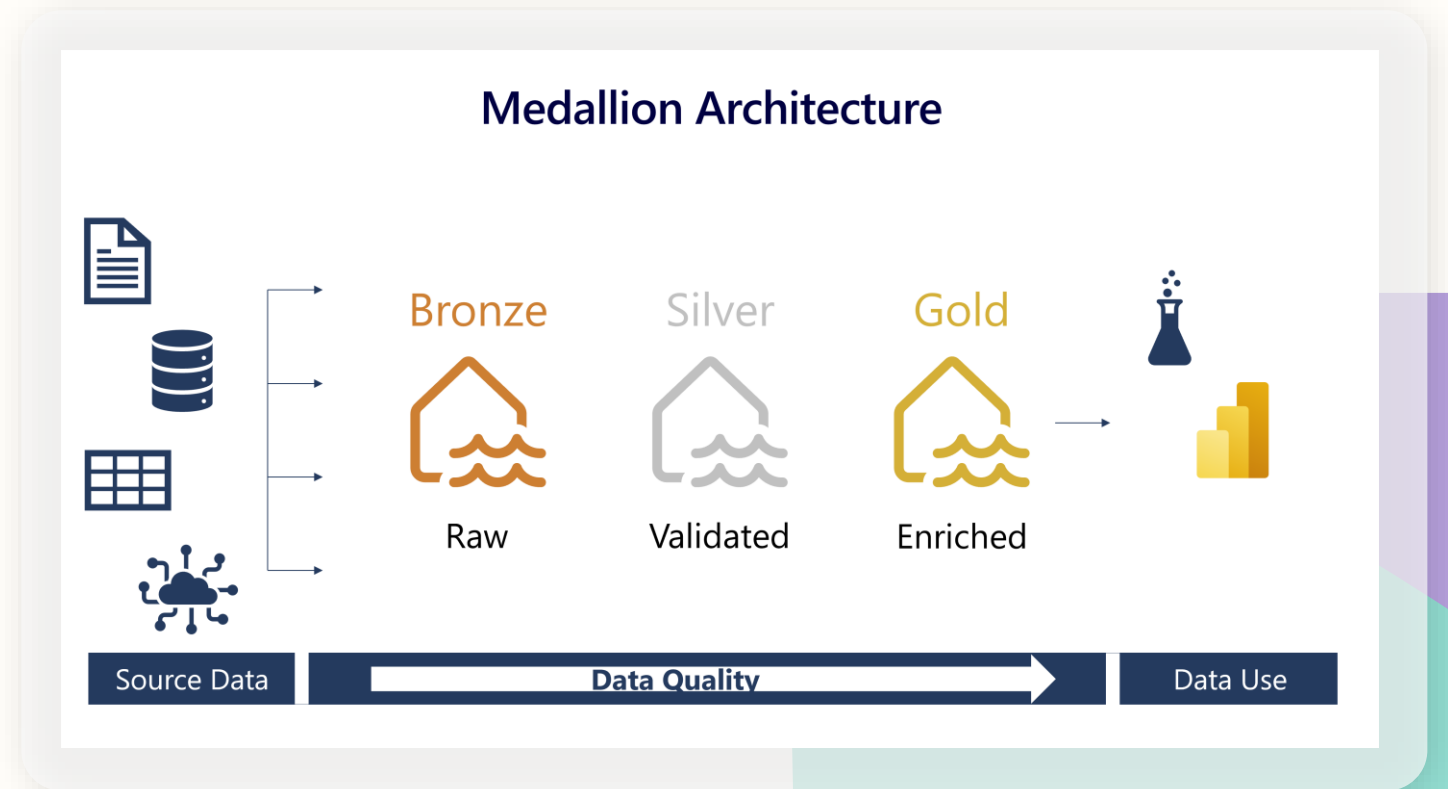 Medallion Architecture
Bronze
Silver
Gold
Raw
Validated
Enriched
Source Data
Data Quality
Data Use